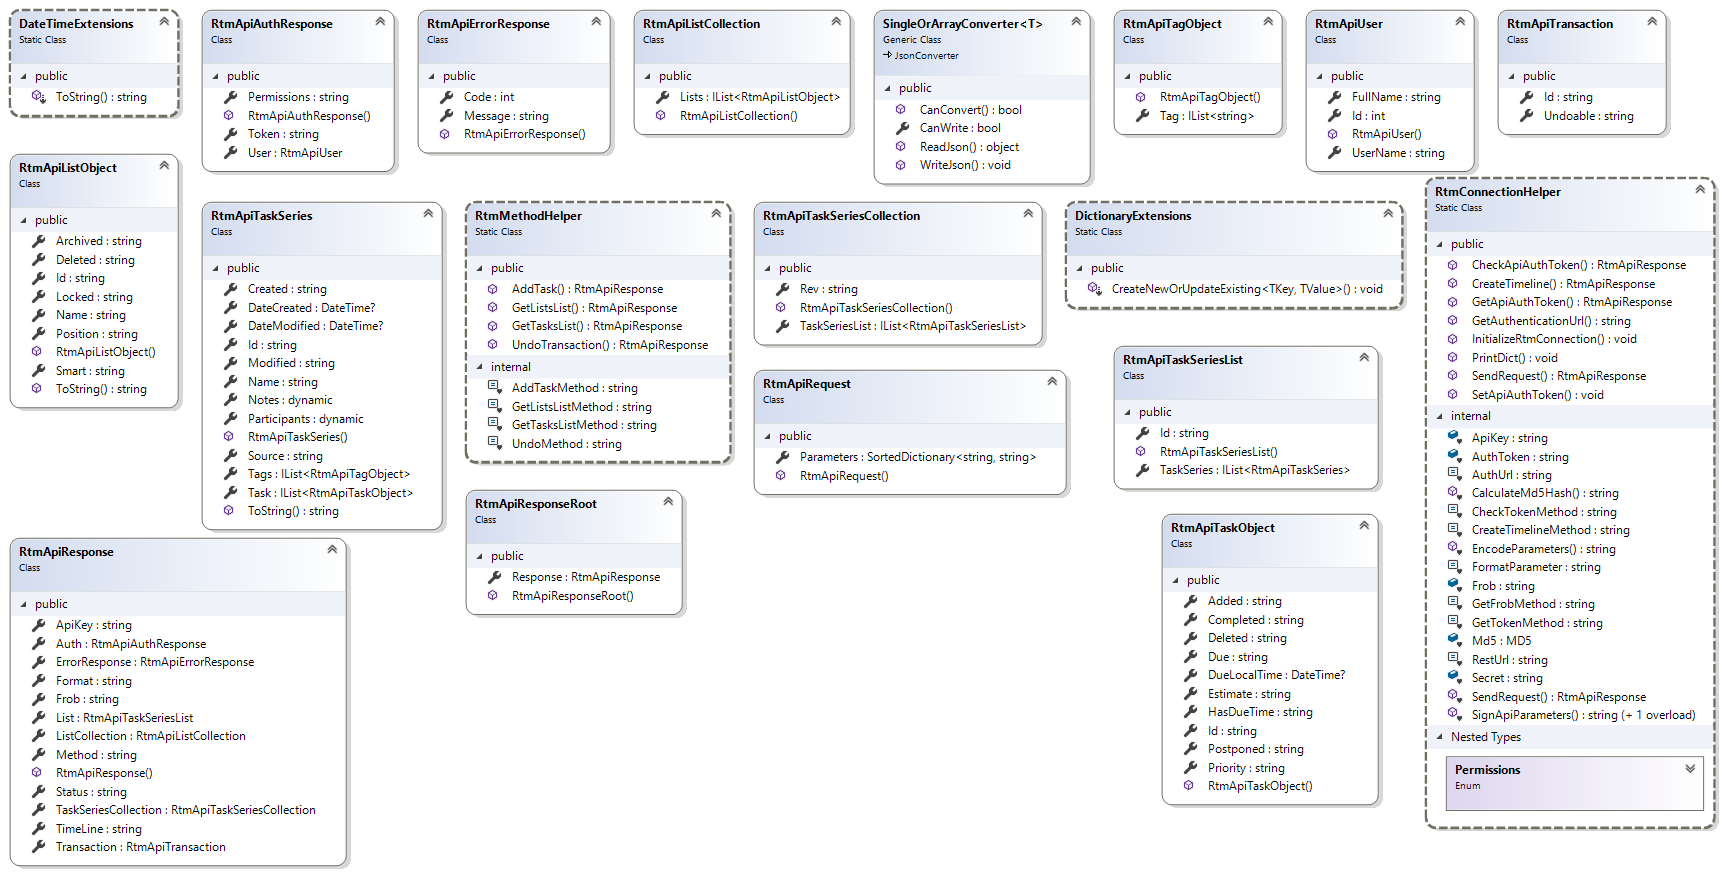 DateTimeExtensions
Static Class
public
ToString() : string
RtmApiAuthResponse
Class
public
Permissions : string
RtmApiAuthResponse()
Token : string
User : RtmApiUser
RtmApiErrorResponse
Class
public
Code : int
Message : string
RtmApiErrorResponse()
RtmApiListCollection
Class
public
Lists : IList<RtmApiListObject>
RtmApiListCollection()
SingleOrArrayConverter<T>
Generic Class
JsonConverter
public
CanConvert() : bool
CanWrite : bool
ReadJson() : object
WriteJson() : void
RtmApiTagObject
Class
public
RtmApiTagObject()
Tag : IList<string>
RtmApiUser
Class
public
FullName : string
Id : int
RtmApiUser()
UserName : string
RtmApiTransaction
Class
public
Id : string
Undoable : string
RtmApiListObject
Class
public
Archived : string
Deleted : string
Id : string
Locked : string
Name : string
Position : string
RtmApiListObject()
Smart : string
ToString() : string
RtmApiTaskSeries
Class
public
Created : string
DateCreated : DateTime?
DateModified : DateTime?
Id : string
Modified : string
Name : string
Notes : dynamic
Participants : dynamic
RtmApiTaskSeries()
Source : string
Tags : IList<RtmApiTagObject>
Task : IList<RtmApiTaskObject>
ToString() : string
RtmMethodHelper
Static Class
public
AddTask() : RtmApiResponse
GetListsList() : RtmApiResponse
GetTasksList() : RtmApiResponse
UndoTransaction() : RtmApiResponse
internal
AddTaskMethod : string
GetListsListMethod : string
GetTasksListMethod : string
UndoMethod : string
RtmApiTaskSeriesCollection
Class
public
Rev : string
RtmApiTaskSeriesCollection()
TaskSeriesList : IList<RtmApiTaskSeriesList>
DictionaryExtensions
Static Class
public
CreateNewOrUpdateExisting<TKey, TValue>() : void
RtmConnectionHelper
Static Class
public
CheckApiAuthToken() : RtmApiResponse
CreateTimeline() : RtmApiResponse
GetApiAuthToken() : RtmApiResponse
GetAuthenticationUrl() : string
InitializeRtmConnection() : void
PrintDict() : void
SendRequest() : RtmApiResponse
SetApiAuthToken() : void
internal
ApiKey : string
AuthToken : string
AuthUrl : string
CalculateMd5Hash() : string
CheckTokenMethod : string
CreateTimelineMethod : string
EncodeParameters() : string
FormatParameter : string
Frob : string
GetFrobMethod : string
GetTokenMethod : string
Md5 : MD5
RestUrl : string
Secret : string
SendRequest() : RtmApiResponse
SignApiParameters() : string (+ 1 overload)
Nested Types
Permissions
Enum
RtmApiRequest
Class
public
Parameters : SortedDictionary<string, string>
RtmApiRequest()
RtmApiTaskSeriesList
Class
public
Id : string
RtmApiTaskSeriesList()
TaskSeries : IList<RtmApiTaskSeries>
RtmApiResponseRoot
Class
public
Response : RtmApiResponse
RtmApiResponseRoot()
RtmApiTaskObject
Class
public
Added : string
Completed : string
Deleted : string
Due : string
DueLocalTime : DateTime?
Estimate : string
HasDueTime : string
Id : string
Postponed : string
Priority : string
RtmApiTaskObject()
RtmApiResponse
Class
public
ApiKey : string
Auth : RtmApiAuthResponse
ErrorResponse : RtmApiErrorResponse
Format : string
Frob : string
List : RtmApiTaskSeriesList
ListCollection : RtmApiListCollection
Method : string
RtmApiResponse()
Status : string
TaskSeriesCollection : RtmApiTaskSeriesCollection
TimeLine : string
Transaction : RtmApiTransaction